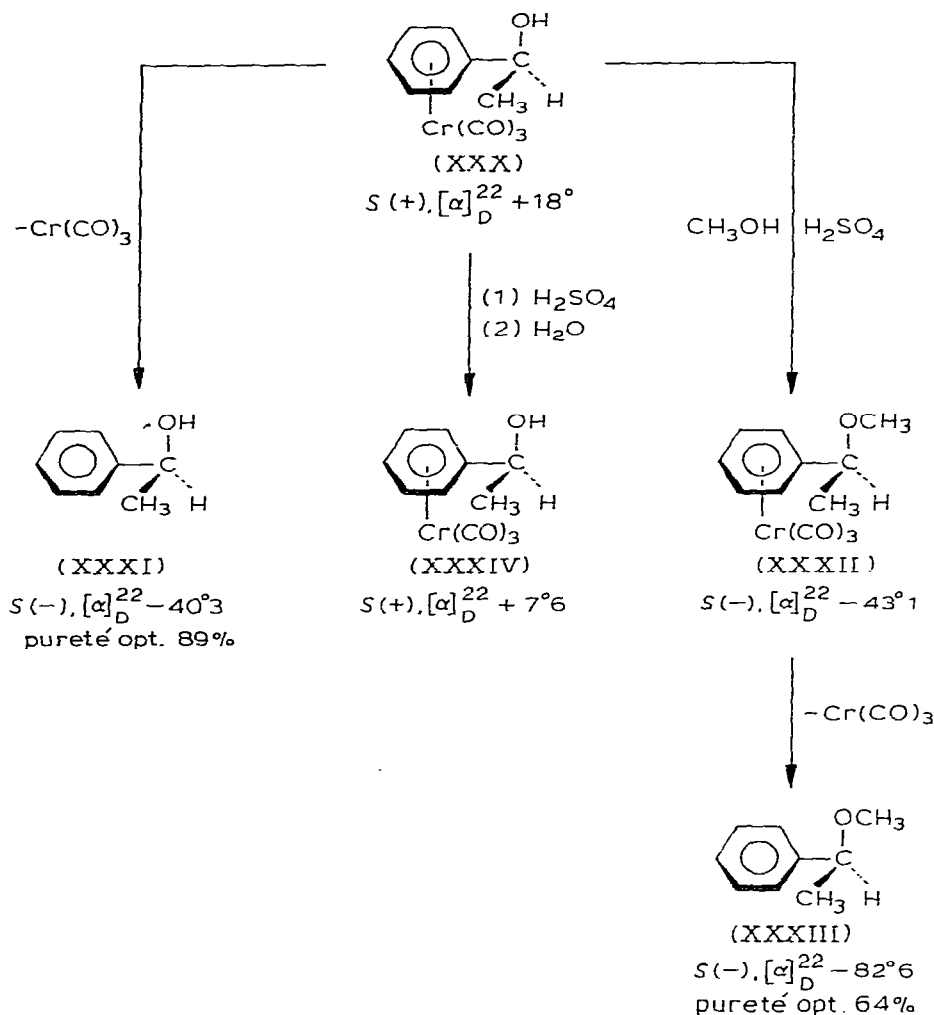 OH
C
CH3 H
Cr(CO)3
(XXX)
S(+), [α]22D +18°
-Cr(CO)3
CH3OH H2SO4
(1) H2SO4
(2) H2O
OH
C
CH3 H
(XXXI)
S(-), [α]22D -40°3
pureté opt. 89%
OH
C
CH3 H
Cr(CO)3
(XXXIV)
S(+), [α]22D +7°6
OCH3
C
CH3 H
Cr(CO)3
(XXXII)
S(-), [α]22D -43°1
-Cr(CO)3
OCH3
C
CH3 H
(XXXIII)
S(-), [α]22D -82°6
pureté opt. 64%